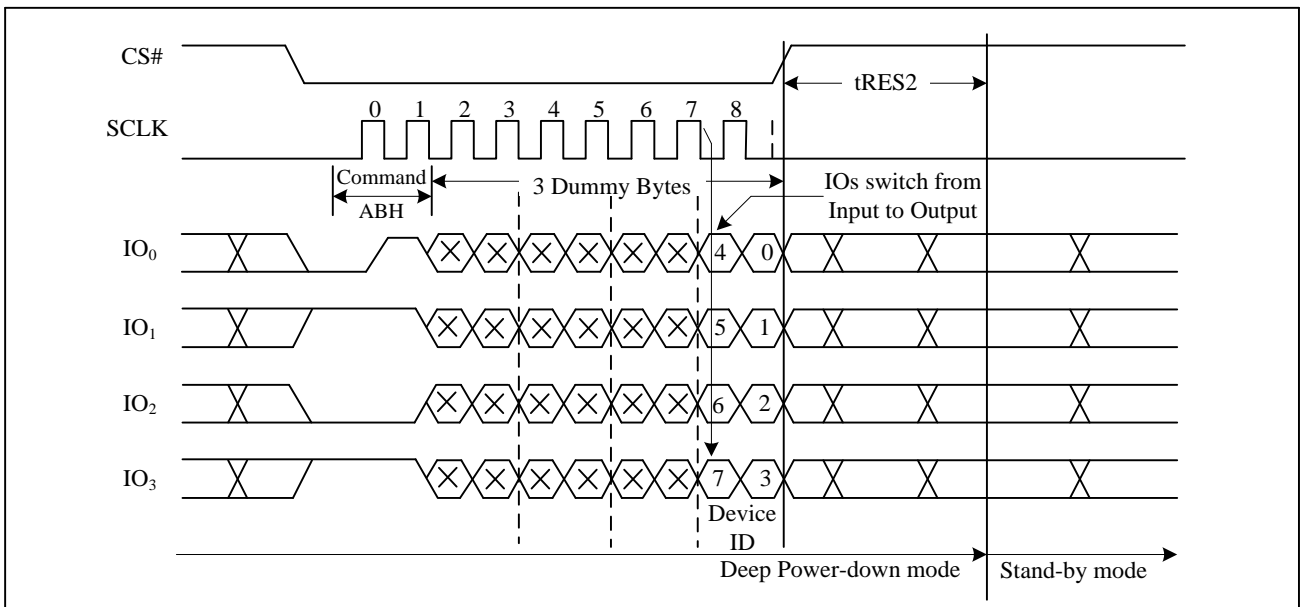 CS#
tRES2
0 1 2 3 4 5 6 7 8
SCLK
Command
ABH
3 Dummy Bytes
IOs switch from
Input to Output
IO0
4 0
IO1
5 1
IO2
6 2
IO3
7 3
Device
ID
Deep Power-down mode
Stand-by mode